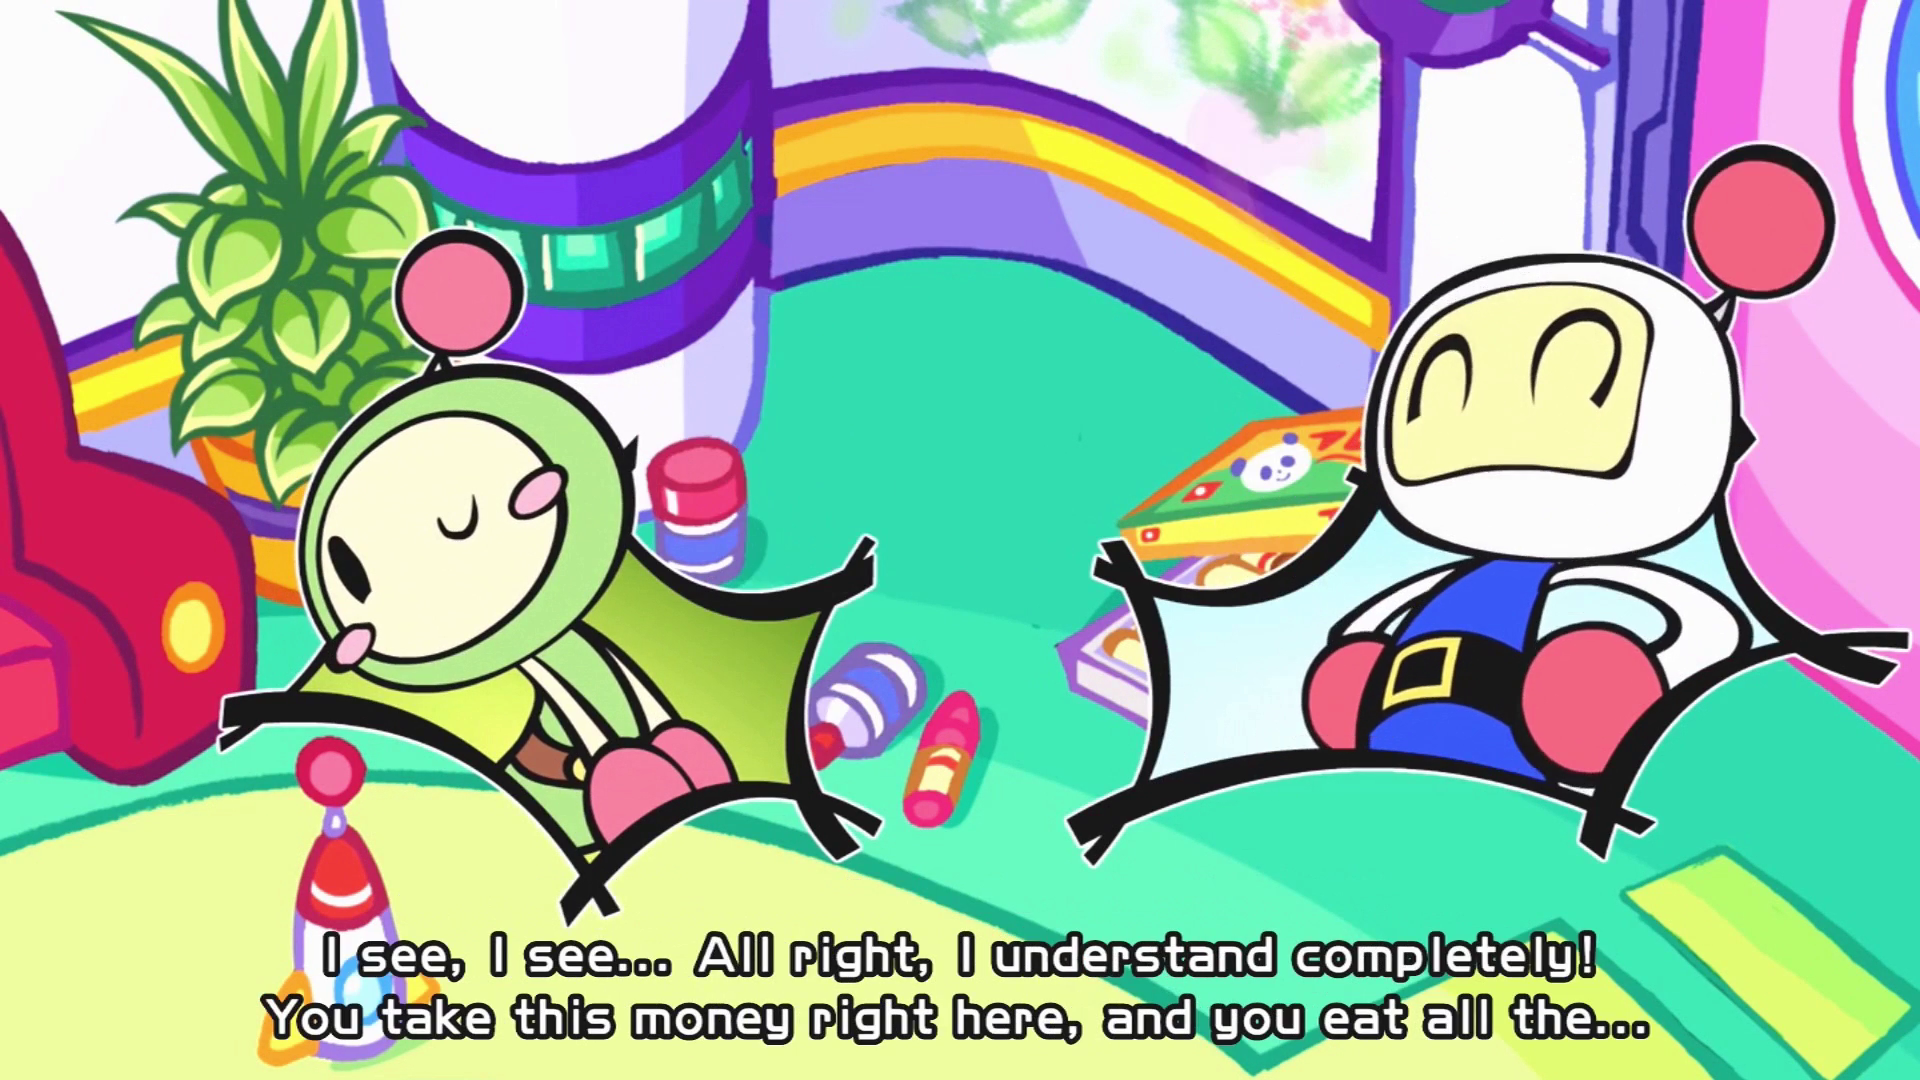 I see, I see... All right, I understand completely!
You take this money right here, and you eat all the...